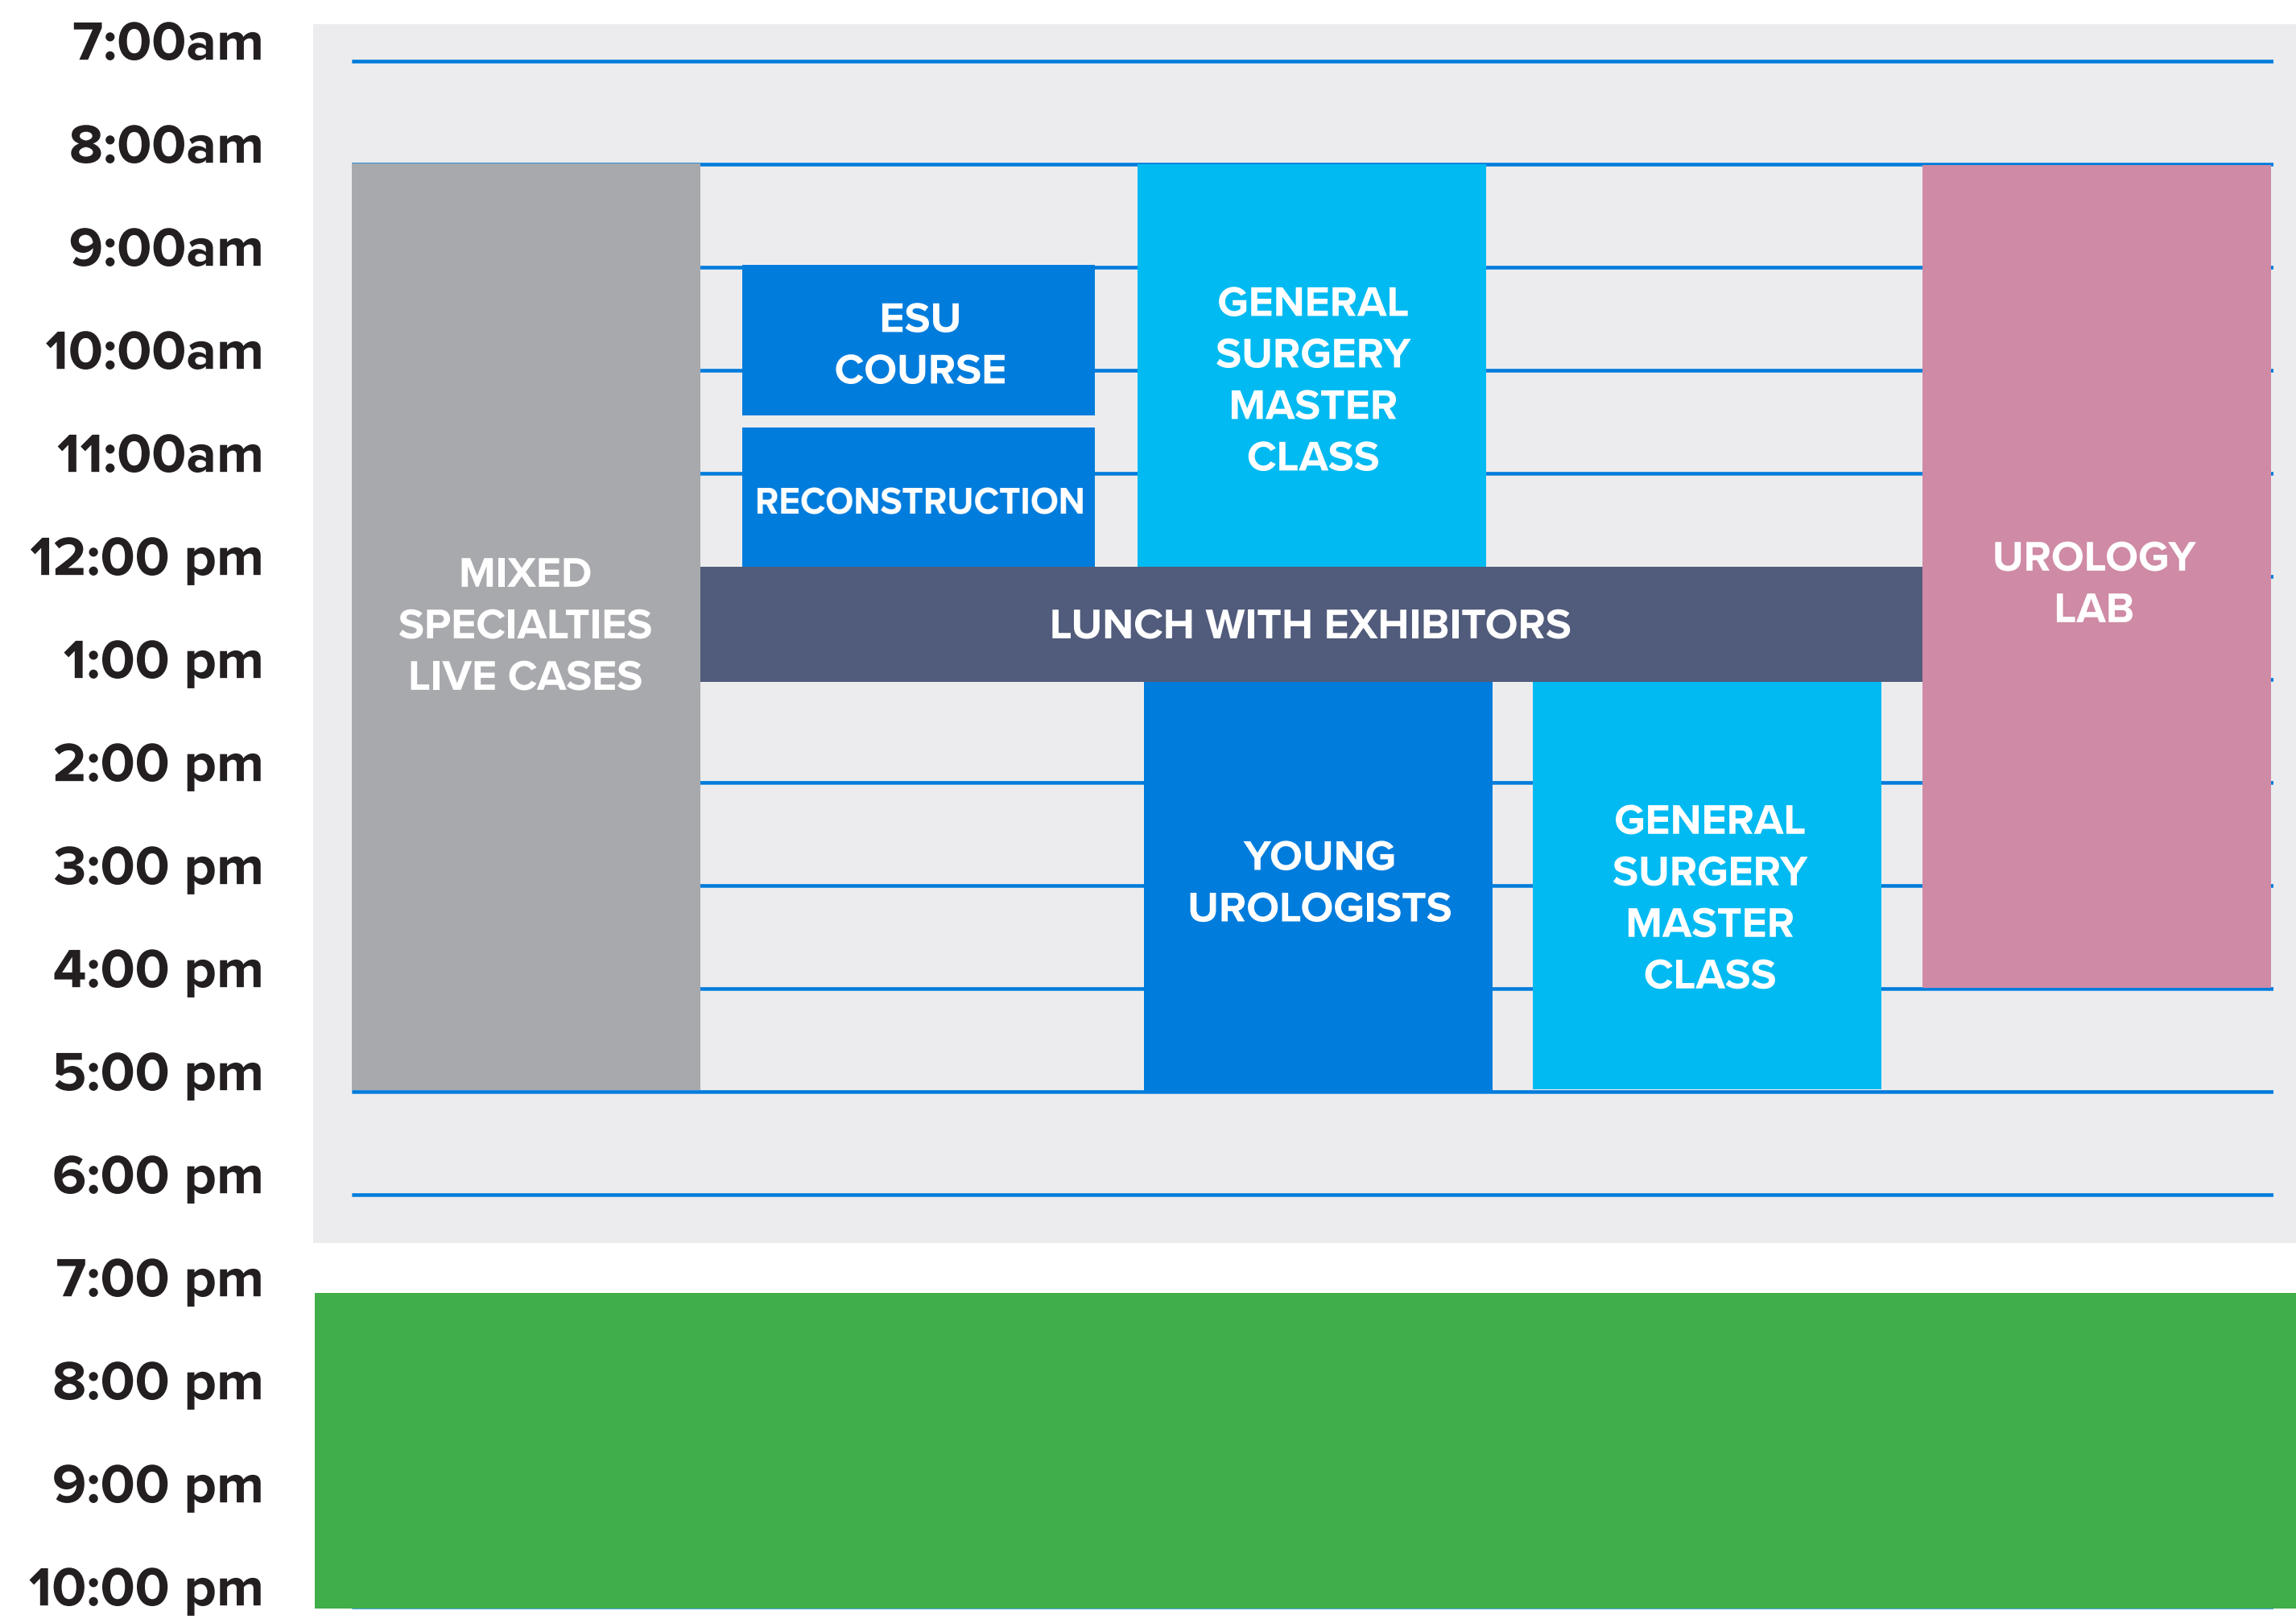 7:00am
8:00am
9:00am
10:00am
11:00am
12:00 pm
1:00 pm
2:00 pm
3:00 pm
4:00 pm
5:00 pm
6:00 pm
7:00 pm
8:00 pm
9:00 pm
10:00 pm
MIXED
SPECIALTIES
LIVE CASES
ESU
COURSE
RECONSTRUCTION
GENERAL
SURGERY
MASTER
CLASS
LUNCH WITH EXHIBITORS
YOUNG
UROLOGISTS
GENERAL
SURGERY
MASTER
CLASS
UROLOGY
LAB